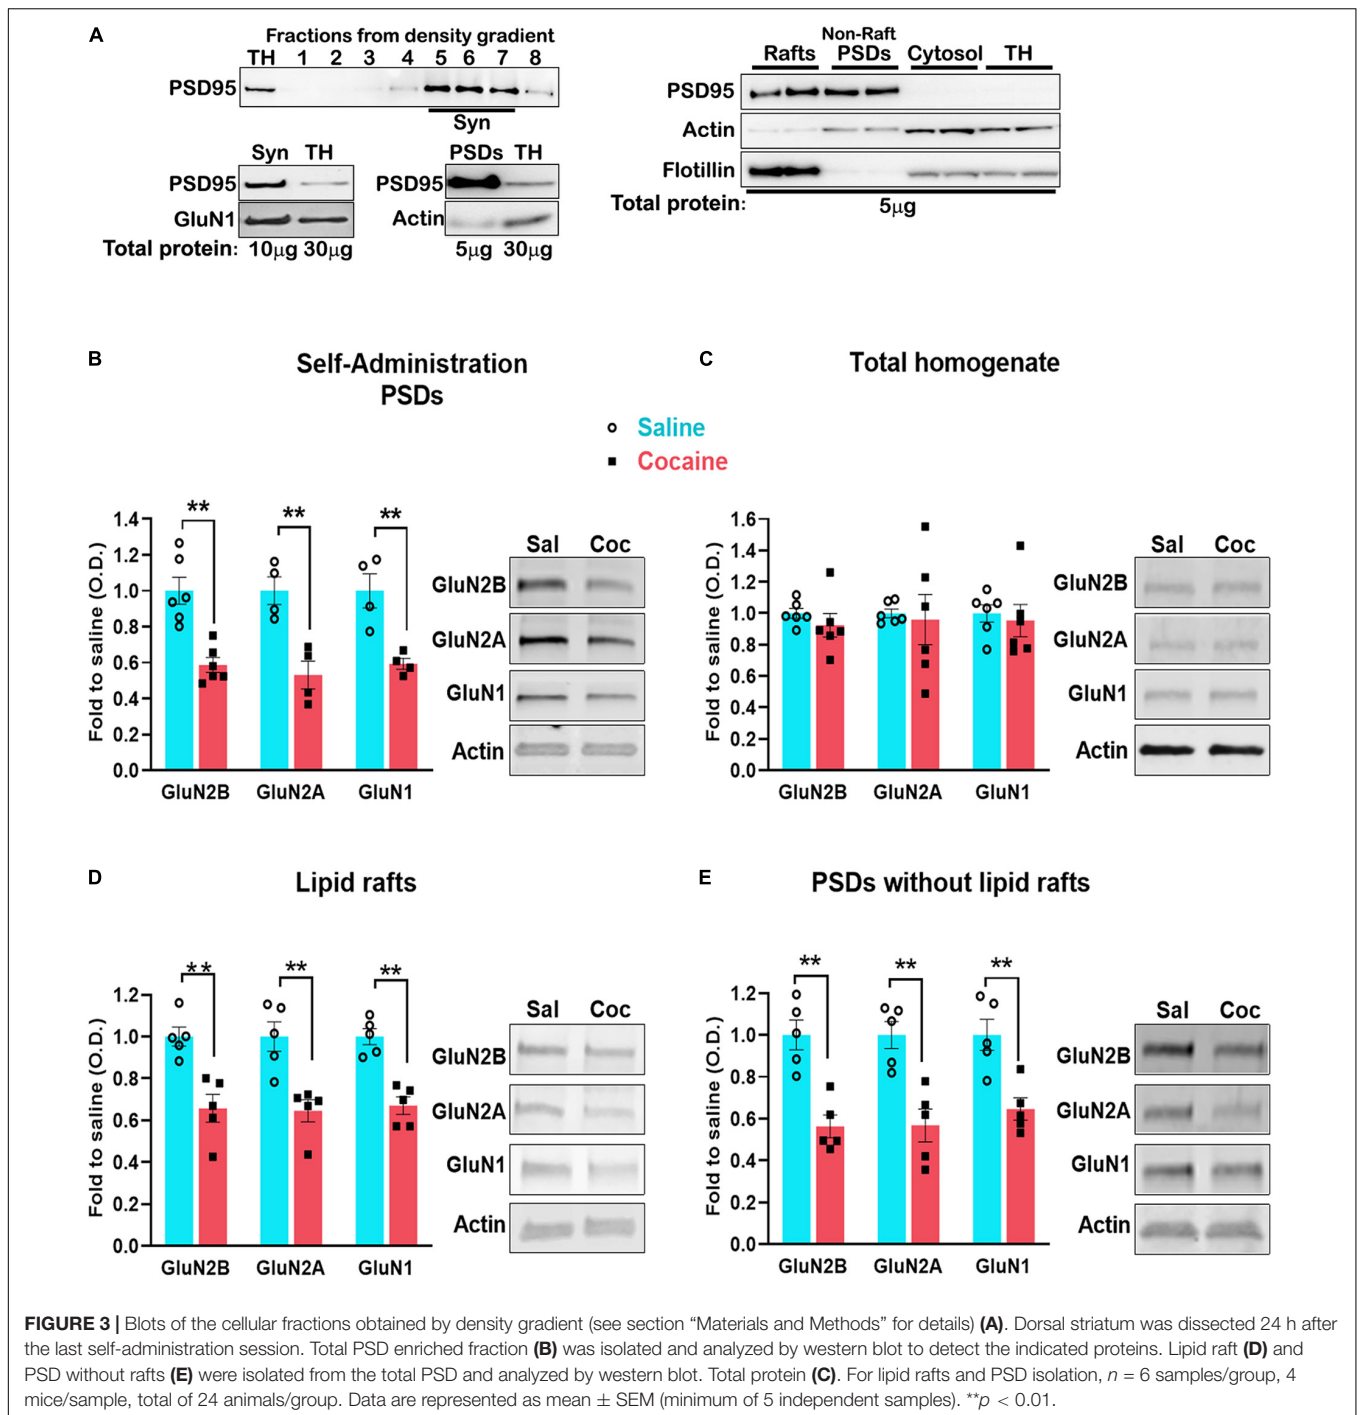 A
Fractions from density gradient
TH 1 2 3 4 5 6 7 8
PSD95
Syn
Syn TH
PSD95
GluN1
Total protein: 10μg 30μg
PSDs TH
PSD95
Actin
5μg 30μg
Non-Raft
Rafts PSDs Cytosol TH
PSD95
Actin
Flotillin
Total protein: 5μg
B
Self-Administration
PSDs
Saline
Cocaine
Fold to saline (O.D.)
1.4
1.2
1.0
0.8
0.6
0.4
0.2
0.0
** ** **
GluN2B GluN2A GluN1
Sal Coc
GluN2B
GluN2A
GluN1
Actin
C
Total homogenate
Fold to saline (O.D.)
1.6
1.4
1.2
1.0
0.8
0.6
0.4
0.2
0.0
GluN2B GluN2A GluN1
Sal Coc
GluN2B
GluN2A
GluN1
Actin
D
Lipid rafts
Fold to saline (O.D.)
1.2
1.0
0.8
0.6
0.4
0.2
0.0
** ** **
GluN2B GluN2A GluN1
Sal Coc
GluN2B
GluN2A
GluN1
Actin
E
PSDs without lipid rafts
Fold to saline (O.D.)
1.2
1.0
0.8
0.6
0.4
0.2
0.0
** ** **
GluN2B GluN2A GluN1
Sal Coc
GluN2B
GluN2A
GluN1
Actin
FIGURE 3 | Blots of the cellular fractions obtained by density gradient (see section “Materials and Methods” for details) (A). Dorsal striatum was dissected 24 h after
the last self-administration session. Total PSD enriched fraction (B) was isolated and analyzed by western blot to detect the indicated proteins. Lipid raft (D) and
PSD without rafts (E) were isolated from the total PSD and analyzed by western blot. Total protein (C). For lipid rafts and PSD isolation, n = 6 samples/group, 4
mice/sample, total of 24 animals/group. Data are represented as mean ± SEM (minimum of 5 independent samples). **p < 0.01.